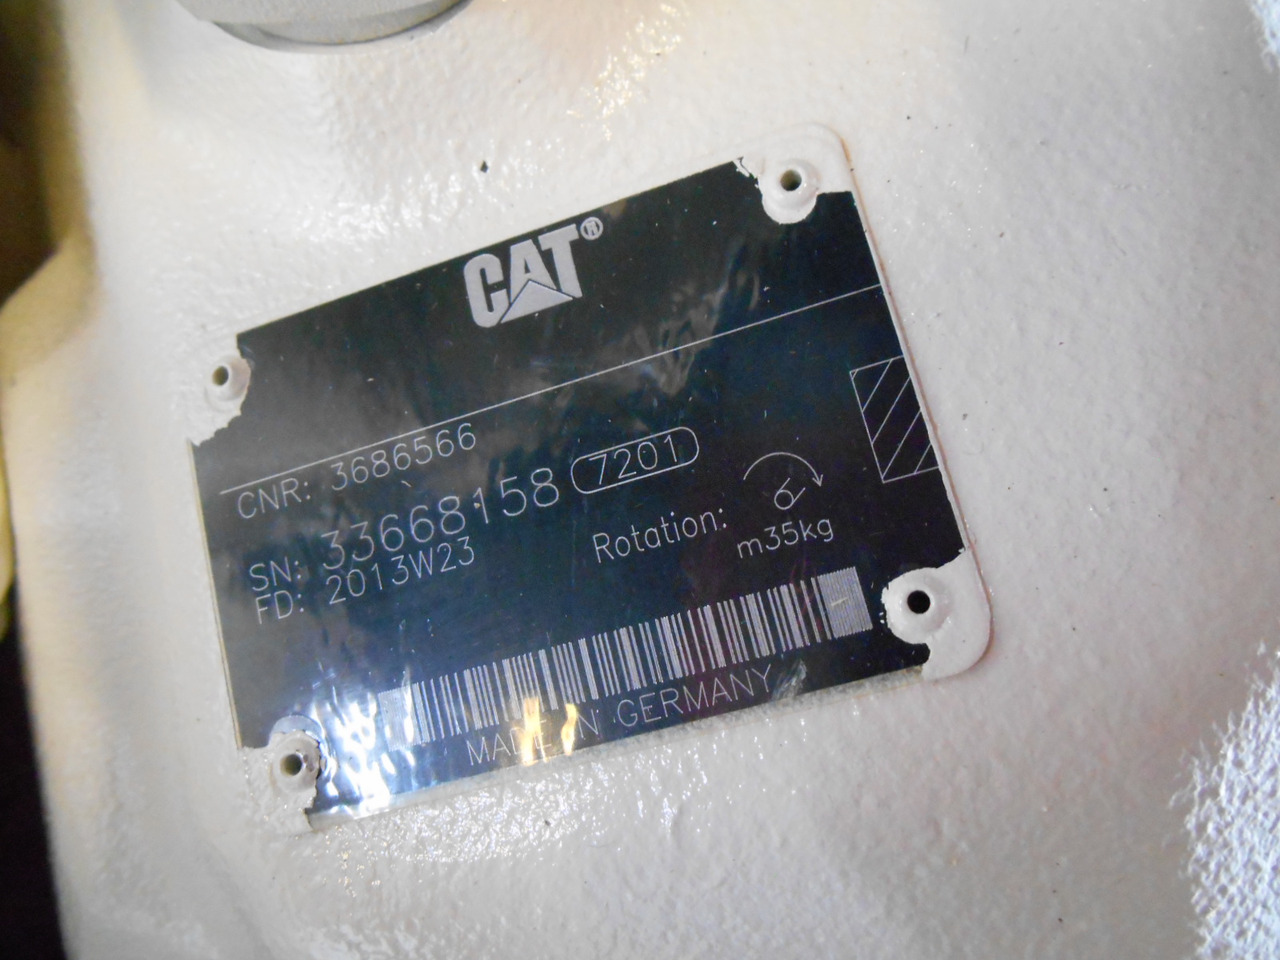 CAT®
CNR: 3686566
SN: 33668158 7201
FD: 2013W23
Rotation:
m35kg
MADE IN GERMANY